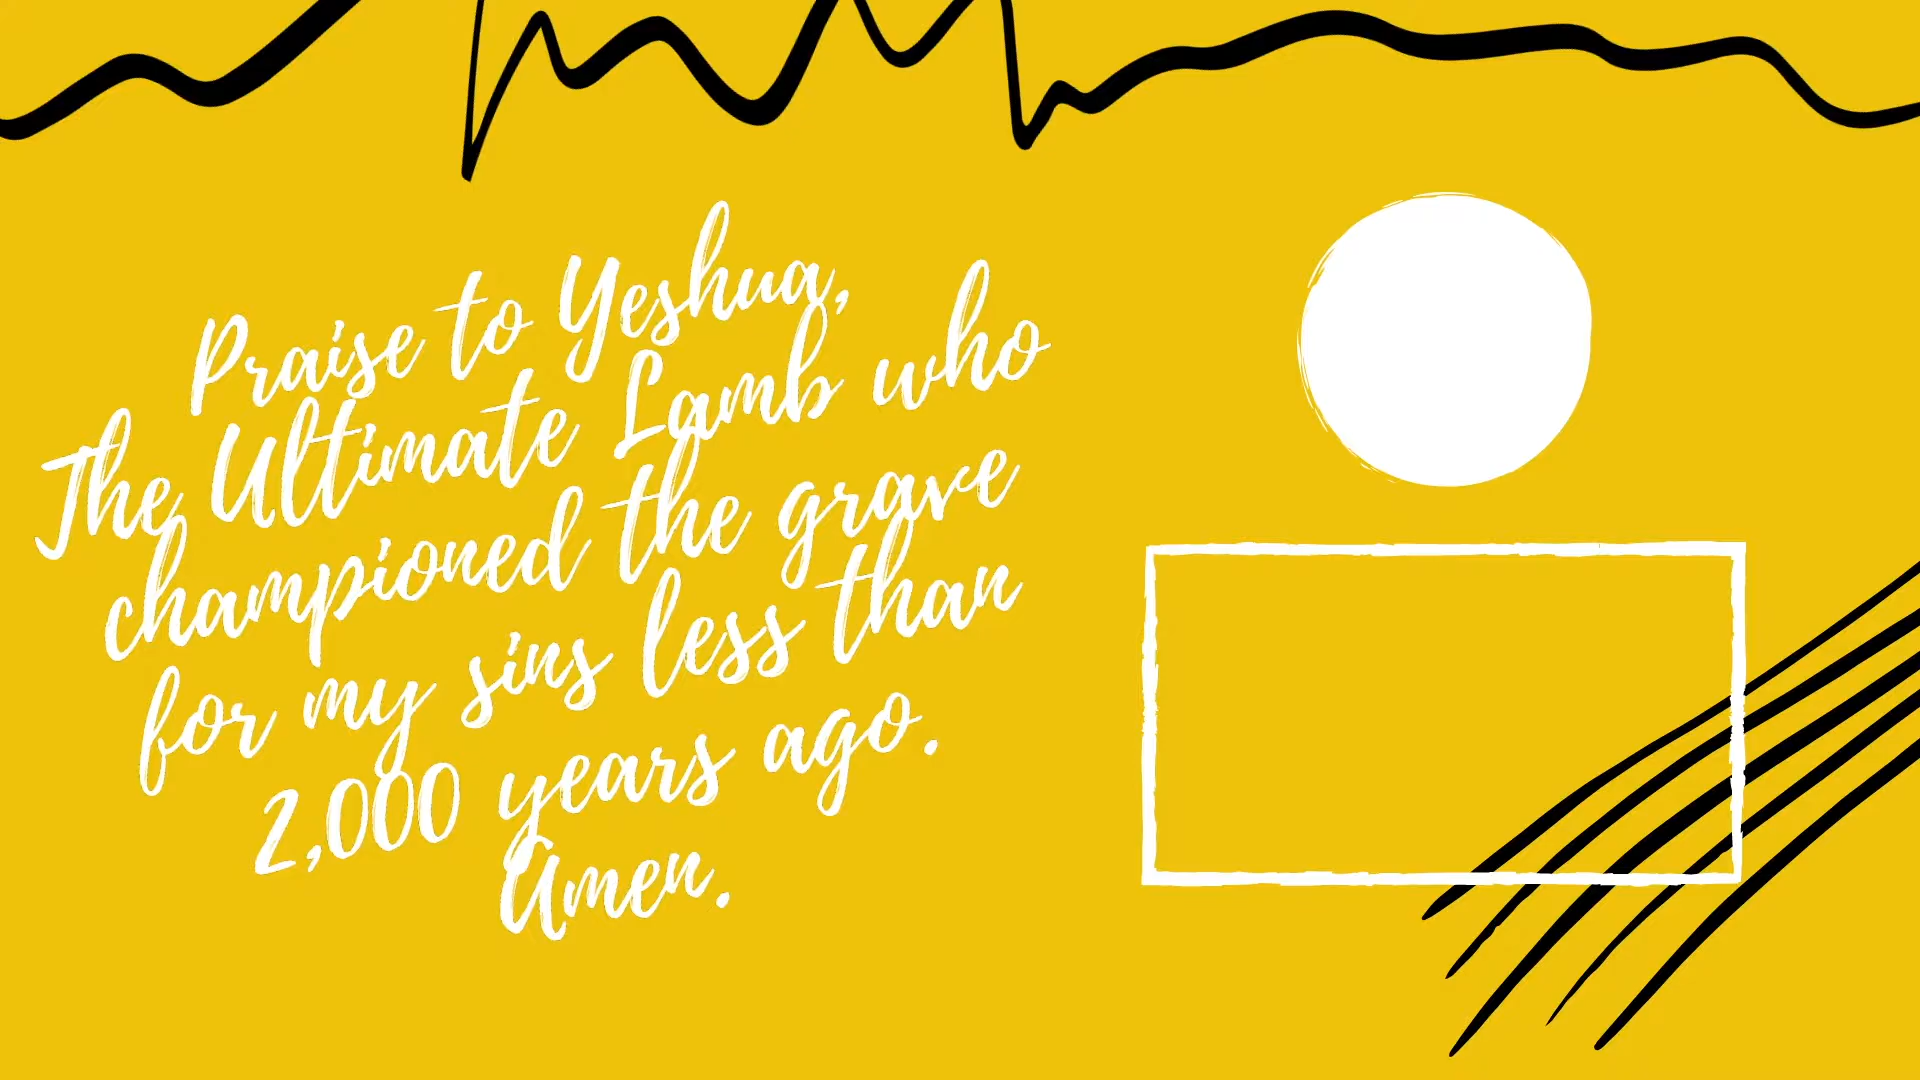 Praise to Yeshua,
The Ultimate Lamb who
championed the grave
for my sins less than
2,000 years ago.
Amen.